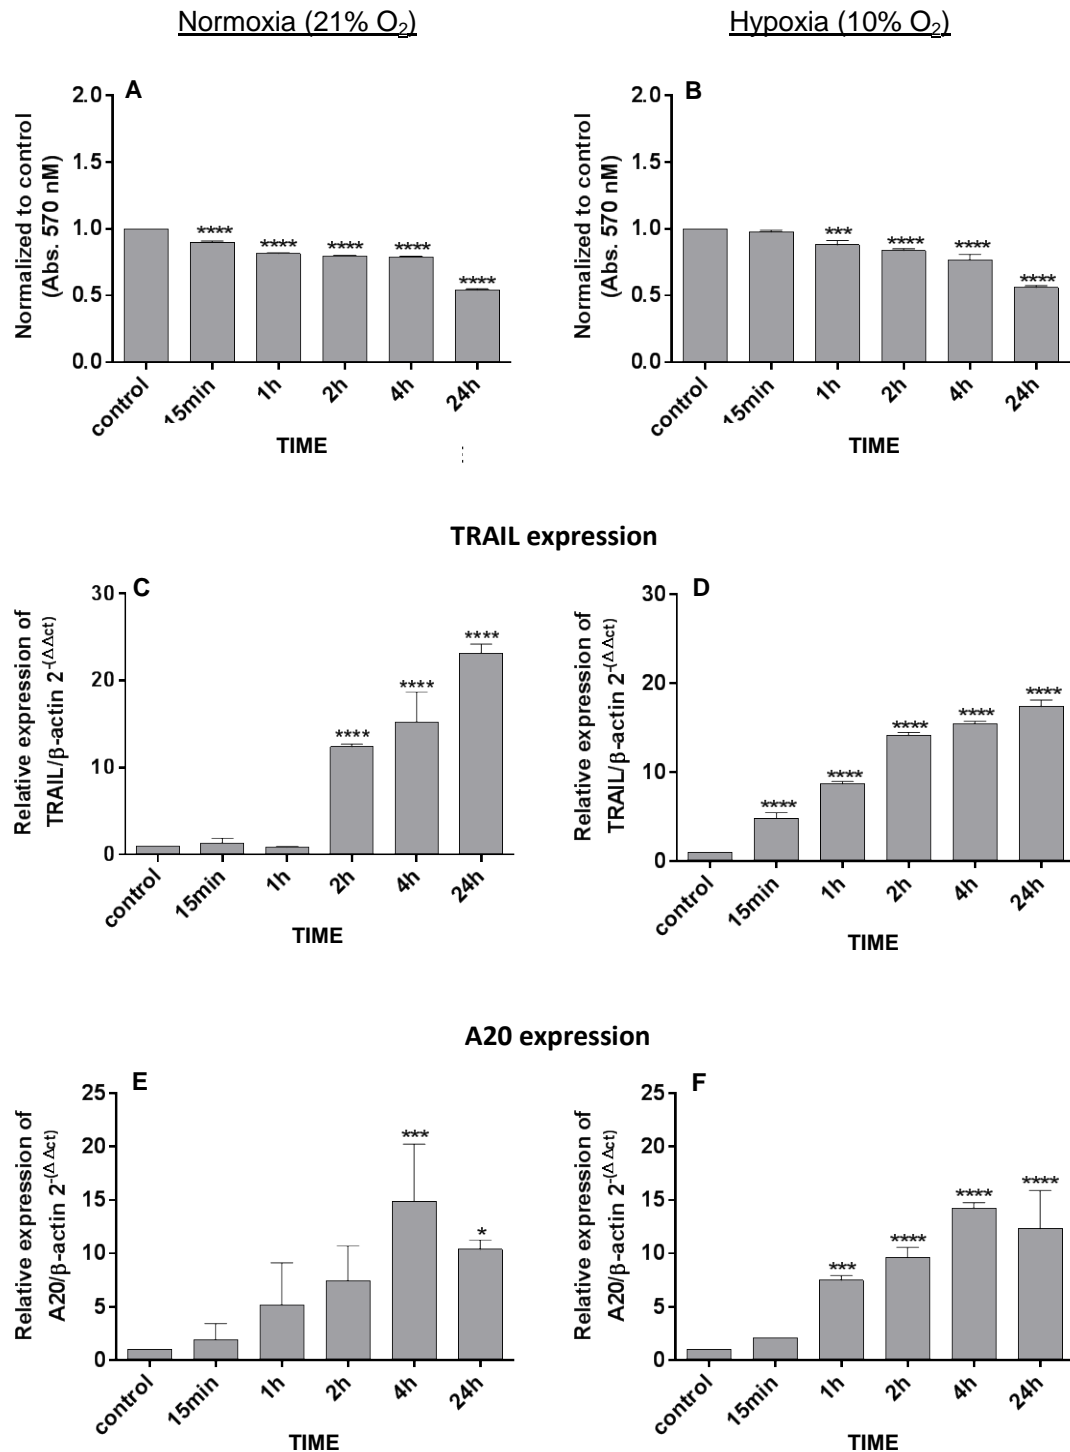 Normoxia (21% O₂)
Hypoxia (10% O₂)
A
Normalized to control
(Abs. 570 nM)
2.0
1.5
1.0
0.5
0.0
**** **** **** **** ****
control 15min 1h 2h 4h 24h
TIME
B
Normalized to control
(Abs. 570 nM)
2.0
1.5
1.0
0.5
0.0
*** **** **** ****
control 15min 1h 2h 4h 24h
TIME
TRAIL expression
C
Relative expression of
TRAIL/β-actin 2-(ΔΔct)
30
20
10
0
**** **** ****
control 15min 1h 2h 4h 24h
TIME
D
Relative expression of
TRAIL/β-actin 2-(ΔΔct)
30
20
10
0
**** **** **** **** ****
control 15min 1h 2h 4h 24h
TIME
A20 expression
E
Relative expression of
A20/β-actin 2-(ΔΔct)
25
20
15
10
5
0
*** *
control 15min 1h 2h 4h 24h
TIME
F
Relative expression of
A20/β-actin 2-(ΔΔct)
25
20
15
10
5
0
*** **** **** ****
control 15min 1h 2h 4h 24h
TIME